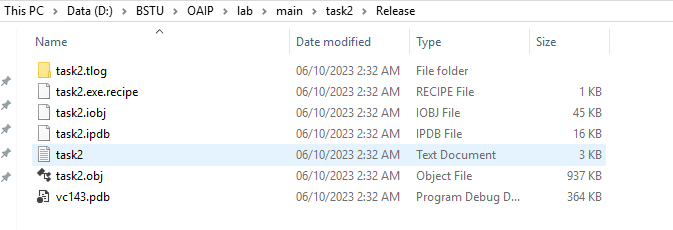 This PC > Data (D:) > BSTU > OAIP > lab > main > task2 > Release
Name Date modified Type Size
task2.tlog 06/10/2023 2:32 AM File folder
task2.exe.recipe 06/10/2023 2:32 AM RECIPE File 1 KB
task2.iobj 06/10/2023 2:32 AM IOBJ File 45 KB
task2.ipdb 06/10/2023 2:32 AM IPDB File 16 KB
task2 06/10/2023 2:32 AM Text Document 3 KB
task2.obj 06/10/2023 2:32 AM Object File 937 KB
vc143.pdb 06/10/2023 2:32 AM Program Debug D... 364 KB